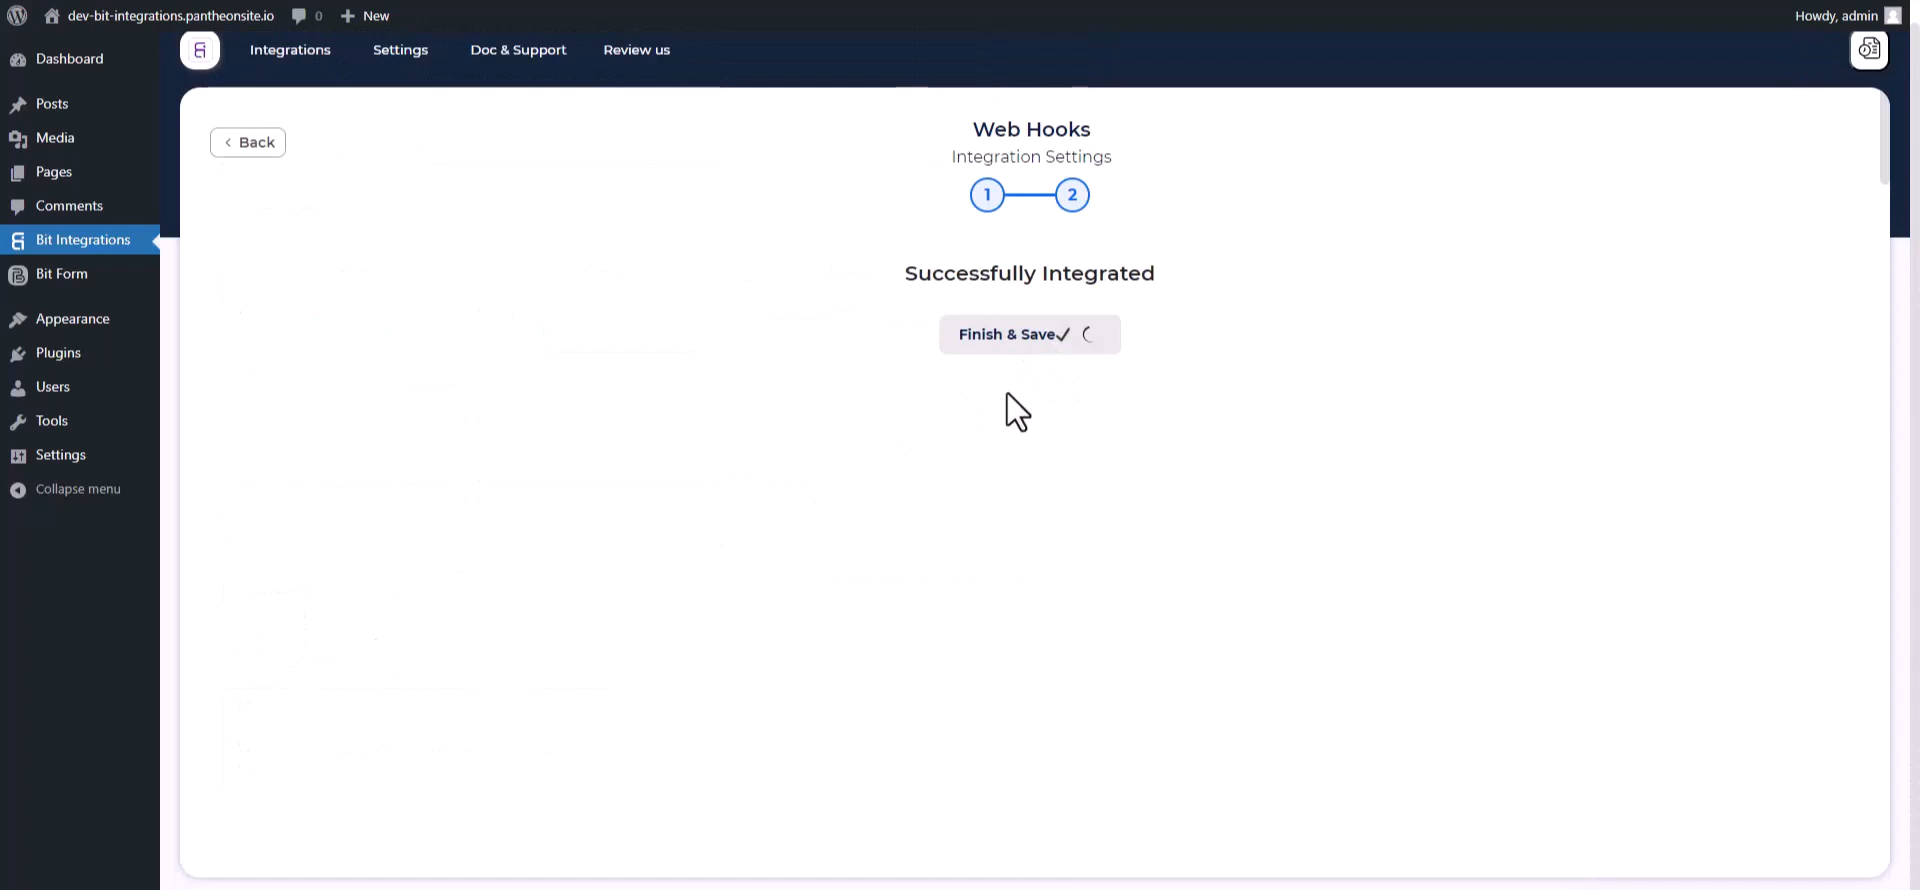 dev-bit-integrations.pantheonsite.io
0
New
Howdy, admin
Integrations
Settings
Doc & Support
Review us
Dashboard
Posts
Media
Pages
Comments
Bit Integrations
Bit Form
Appearance
Plugins
Users
Tools
Settings
Collapse menu
Back
Web Hooks
Integration Settings
1
2
Successfully Integrated
Finish & Save